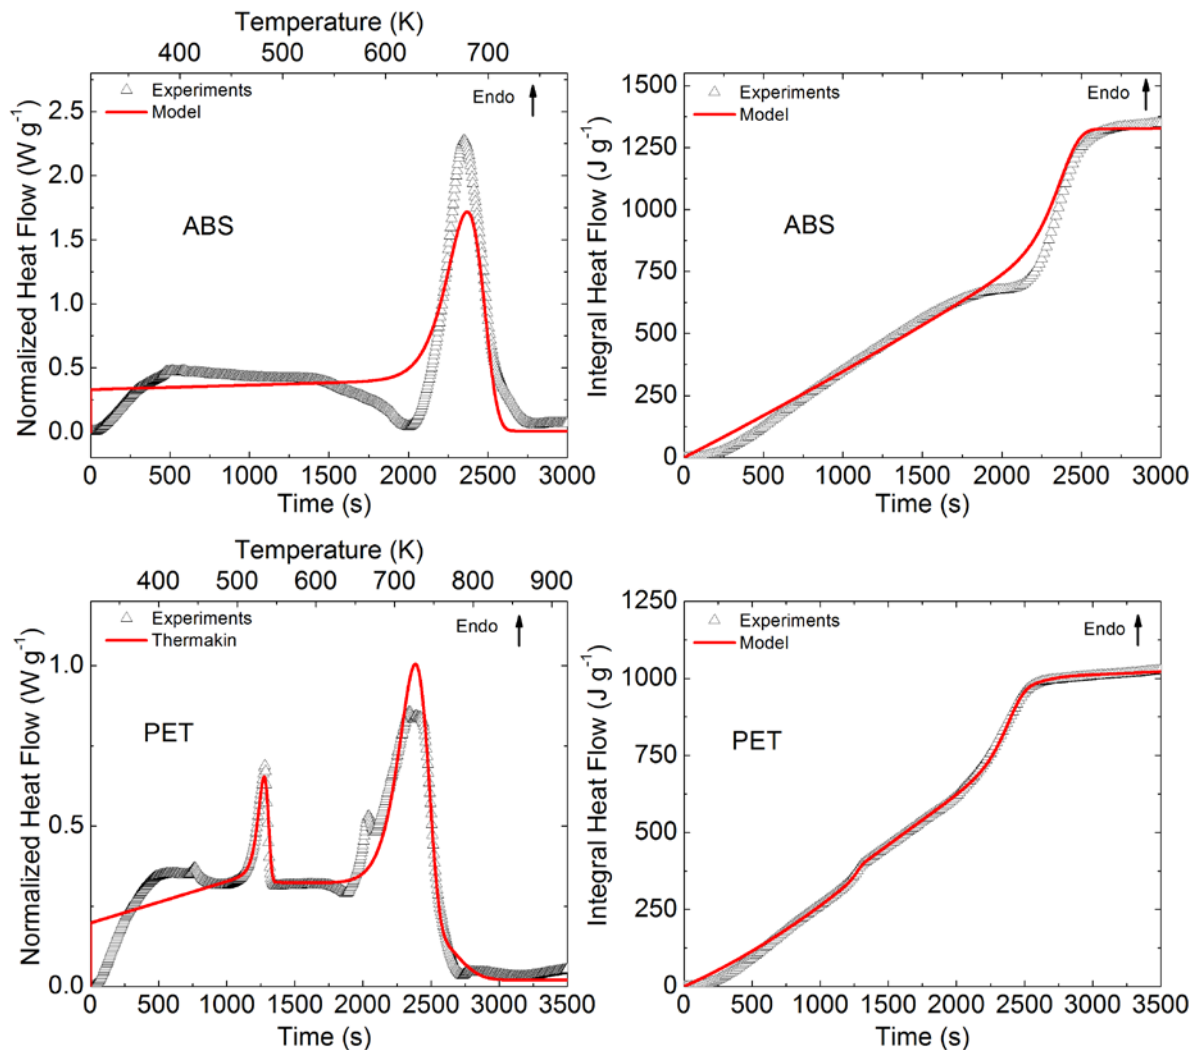 Temperature (K)
400 500 600 700
Normalized Heat Flow (W g⁻¹)
2.5
2.0
1.5
1.0
0.5
0.0
Experiments
Model
Endo
ABS
0 500 1000 1500 2000 2500 3000
Time (s)
Integral Heat Flow (J g⁻¹)
1500
1250
1000
750
500
250
0
Experiments
Model
Endo
ABS
0 500 1000 1500 2000 2500 3000
Time (s)
Temperature (K)
400 500 600 700 800 900
Normalized Heat Flow (W g⁻¹)
1.0
0.5
0.0
Experiments
Thermakin
Endo
PET
0 500 1000 1500 2000 2500 3000 3500
Time (s)
Integral Heat Flow (J g⁻¹)
1250
1000
750
500
250
0
Experiments
Model
Endo
PET
0 500 1000 1500 2000 2500 3000 3500
Time (s)